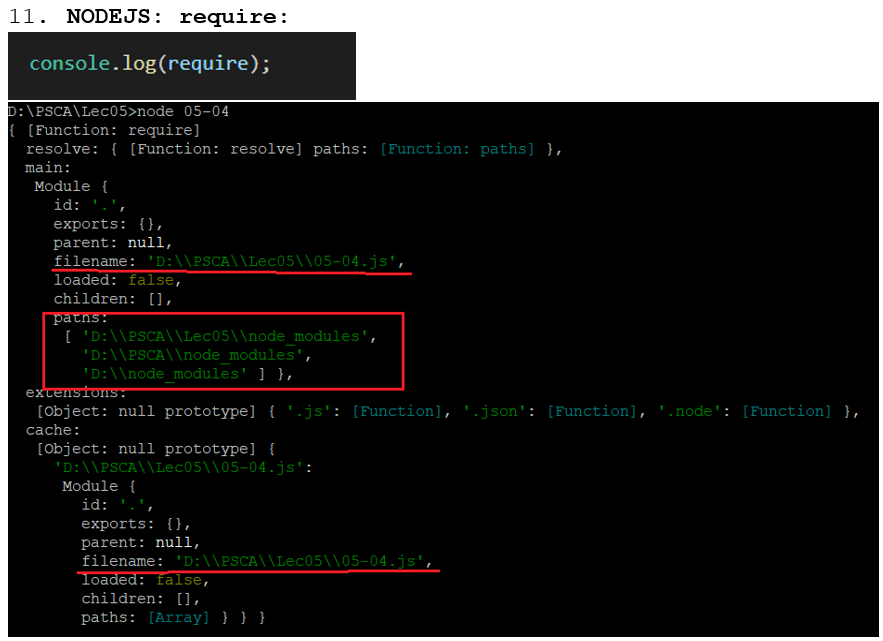 11. NODEJS: require:
console.log(require);
D:\PSCA\Lec05>node 05-04
{ [Function: require]
  resolve: { [Function: resolve] paths: [Function: paths] },
  main:
   Module {
     id: '.',
     exports: {},
     parent: null,
     filename: 'D:\\PSCA\\Lec05\\05-04.js',
     loaded: false,
     children: [],
     paths:
      [ 'D:\\PSCA\\Lec05\\node_modules',
        'D:\\PSCA\\node_modules',
        'D:\\node_modules' ] },
  extensions:
   [Object: null prototype] { '.js': [Function], '.json': [Function], '.node': [Function] },
  cache:
   [Object: null prototype] {
     'D:\\PSCA\\Lec05\\05-04.js':
      Module {
        id: '.',
        exports: {},
        parent: null,
        filename: 'D:\\PSCA\\Lec05\\05-04.js',
        loaded: false,
        children: [],
        paths: [Array] } } }